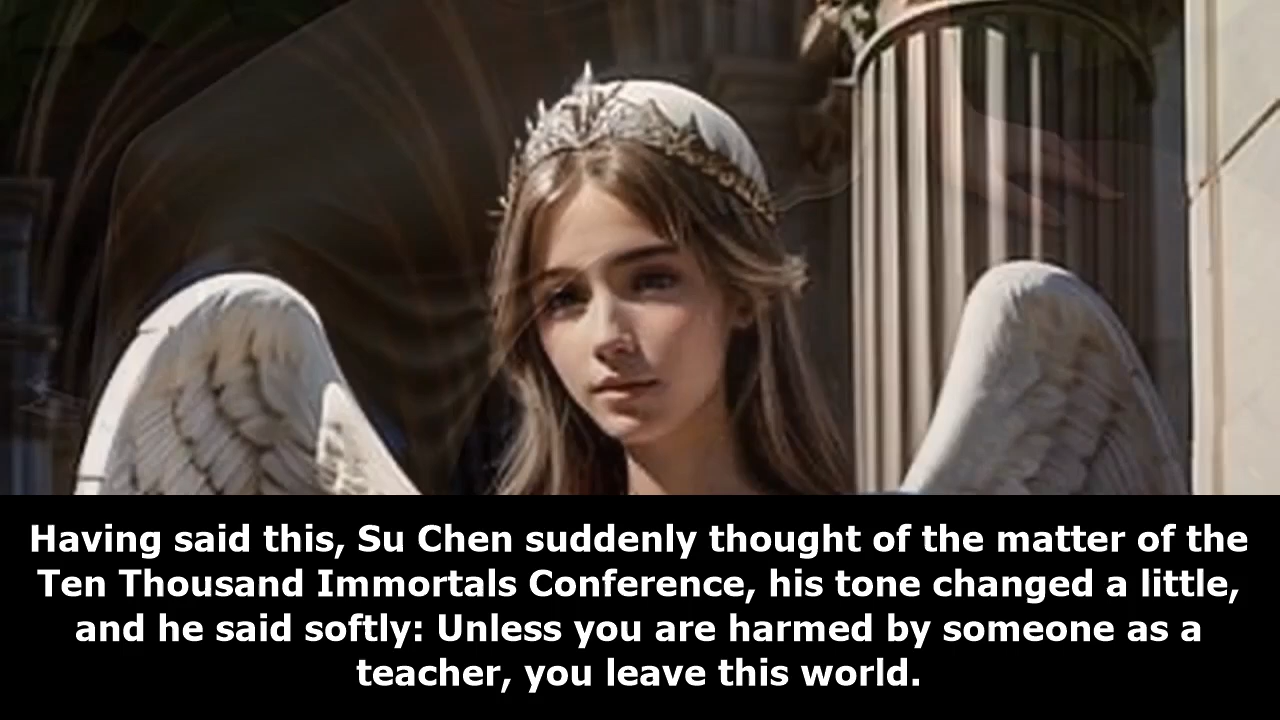 Having said this, Su Chen suddenly thought of the matter of the
Ten Thousand Immortals Conference, his tone changed a little,
and he said softly: Unless you are harmed by someone as a
teacher, you leave this world.